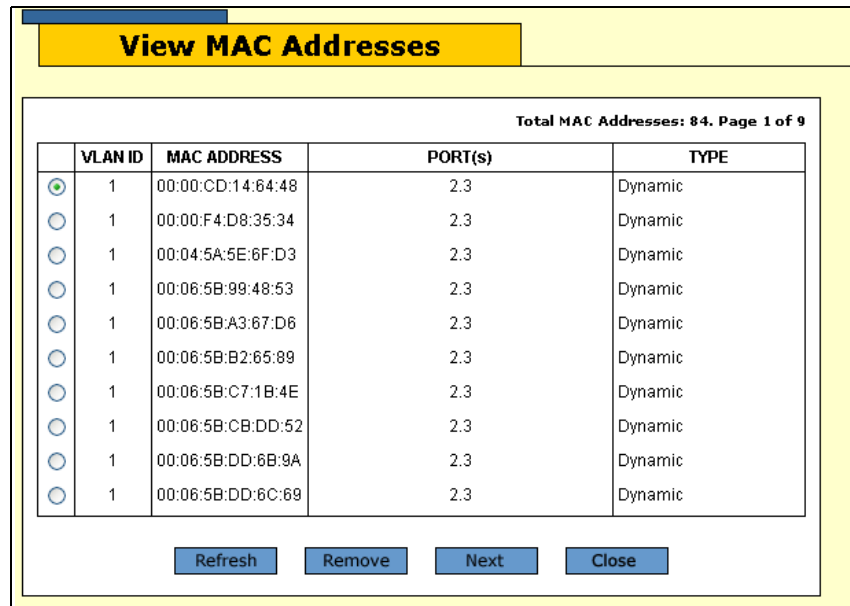 View MAC Addresses
Total MAC Addresses: 84. Page 1 of 9
VLAN ID MAC ADDRESS PORT(s) TYPE
1 00:00:CD:14:64:48 2.3 Dynamic
1 00:00:F4:D8:35:34 2.3 Dynamic
1 00:04:5A:5E:6F:D3 2.3 Dynamic
1 00:06:5B:99:48:53 2.3 Dynamic
1 00:06:5B:A3:67:D6 2.3 Dynamic
1 00:06:5B:B2:65:89 2.3 Dynamic
1 00:06:5B:C7:1B:4E 2.3 Dynamic
1 00:06:5B:CB:DD:52 2.3 Dynamic
1 00:06:5B:DD:6B:9A 2.3 Dynamic
1 00:06:5B:DD:6C:69 2.3 Dynamic
Refresh Remove Next Close